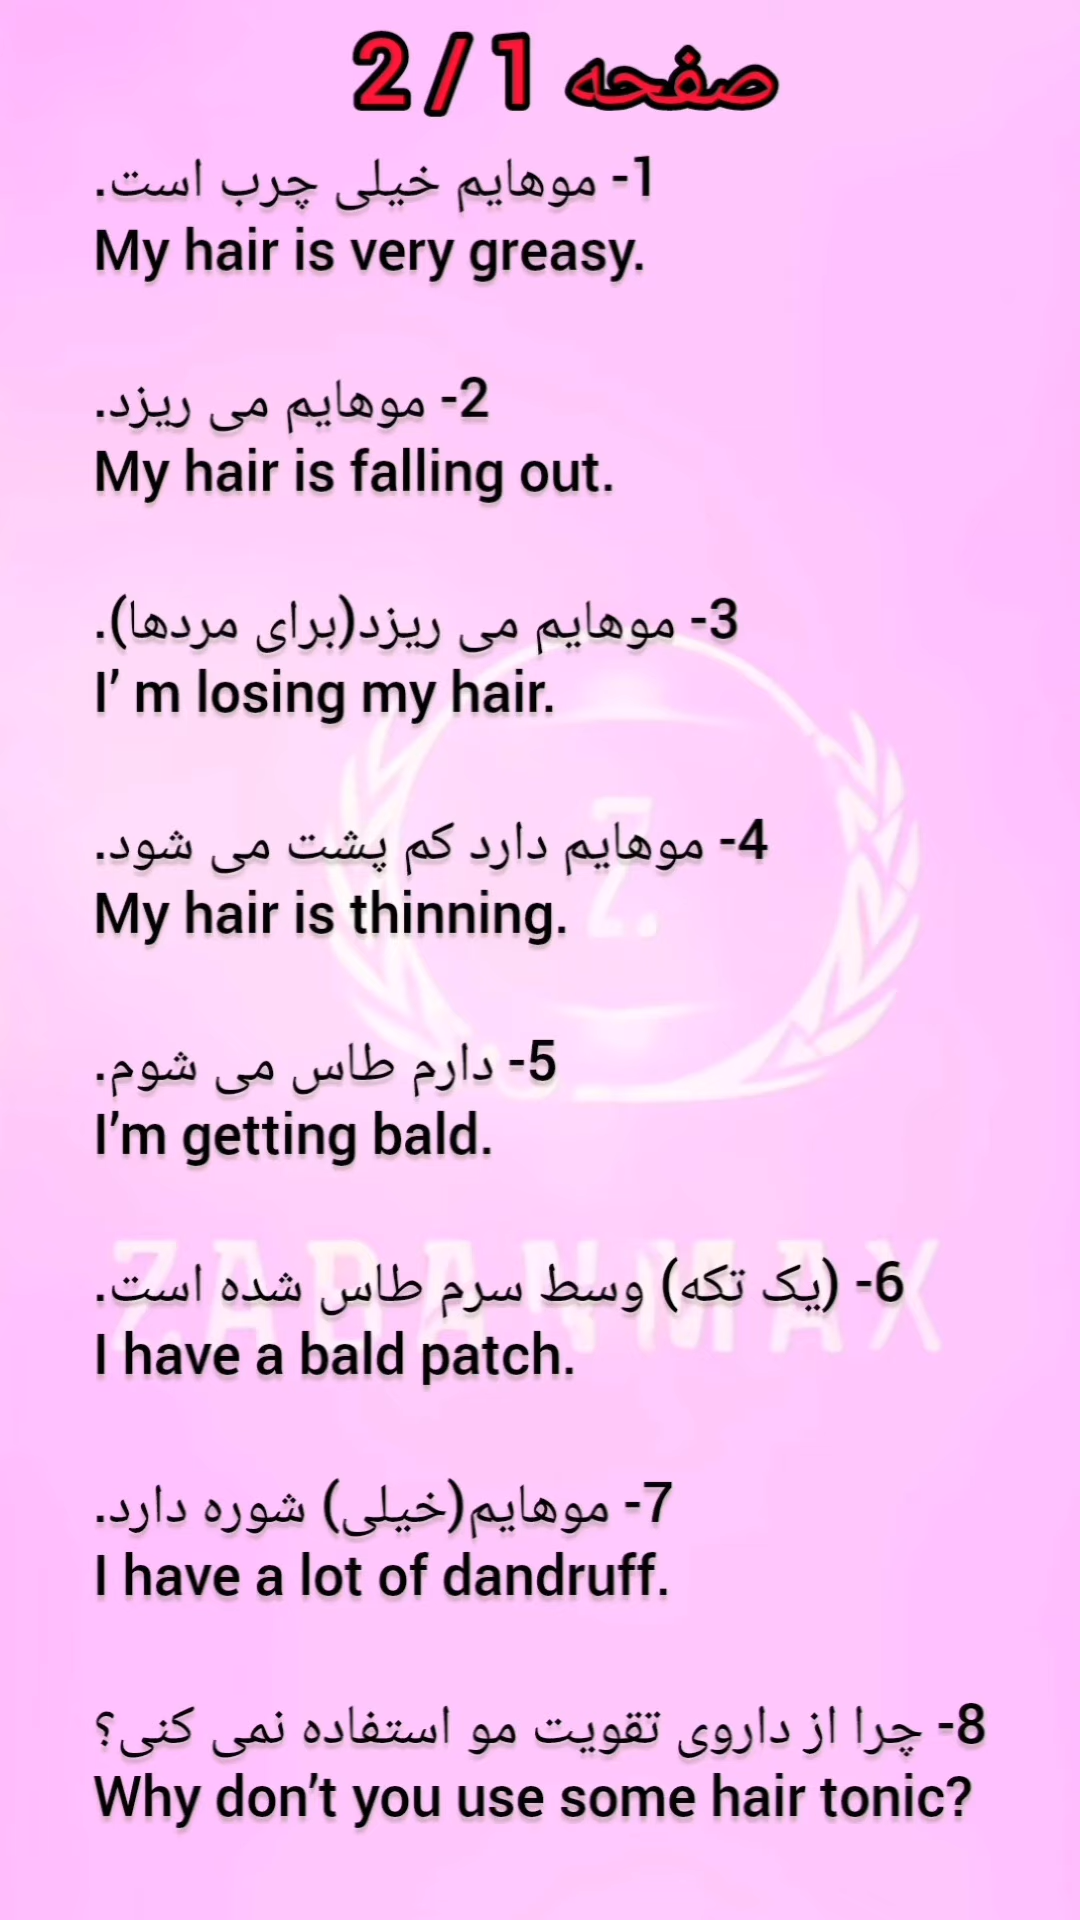 صفحه 1 / 2
1- موهایم خیلی چرب است.
My hair is very greasy.
2- موهایم می ریزد.
My hair is falling out.
3- موهایم می ریزد(برای مردها).
I’ m losing my hair.
4- موهایم دارد کم پشت می شود.
My hair is thinning.
5- دارم طاس می شوم.
I’m getting bald.
6- (یک تکه) وسط سرم طاس شده است.
I have a bald patch.
7- موهایم(خیلی) شوره دارد.
I have a lot of dandruff.
8- چرا از داروی تقویت مو استفاده نمی کنی؟
Why don’t you use some hair tonic?
Z.